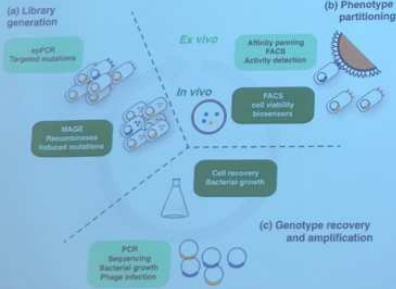 (a) Library
generation
epPCR
Targeted mutations
MAGE
Recombinases
Induced mutations
Ex vivo
In vivo
(b) Phenotype
partitioning
Affinity panning
FACS
Activity detection
FACS
cell viability
biosensors
Cell recovery
Bacterial growth
(c) Genotype recovery
and amplification
PCR
Sequencing
Bacterial growth
Phage infection